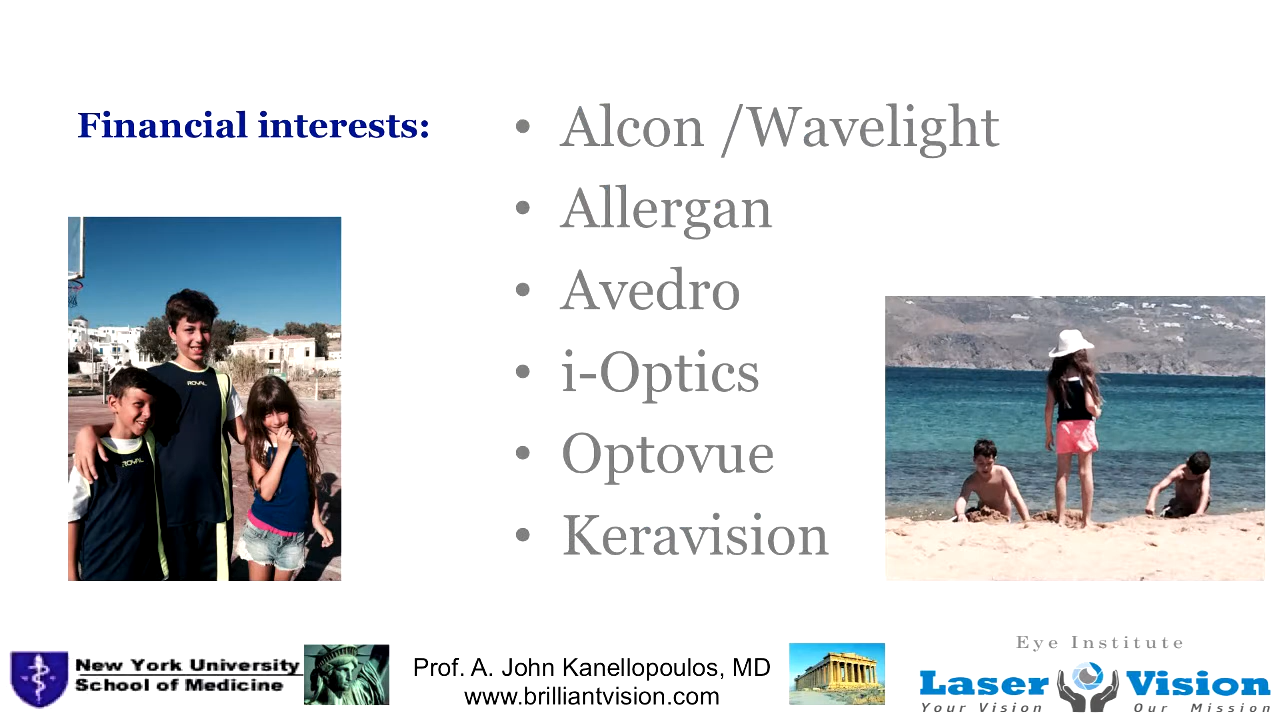 Financial interests:
• Alcon /Wavelight
• Allergan
• Avedro
• i-Optics
• Optovue
• Keravision
ROYAL
ROYAL
New York University
School of Medicine
Prof. A. John Kanellopoulos, MD
www.brilliantvision.com
Eye Institute
Laser Vision
Your Vision Our Mission